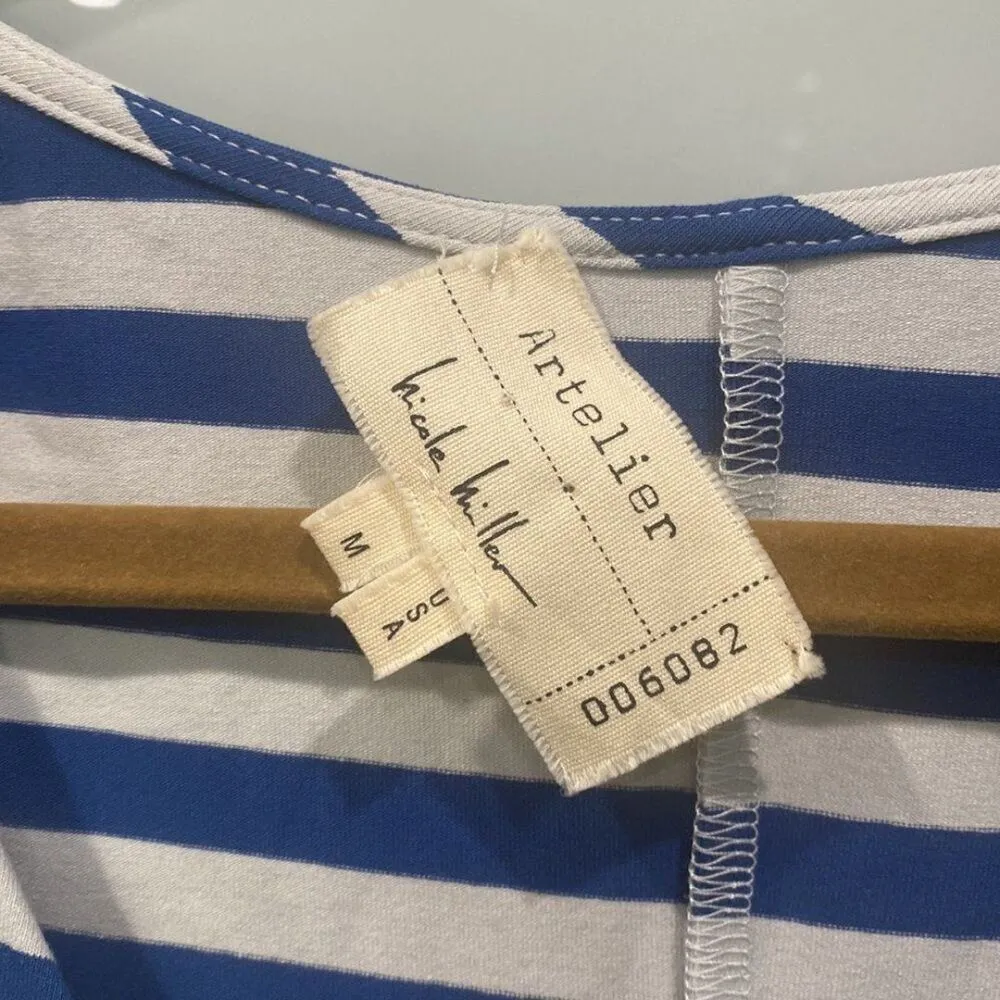 Artelier
nicole miller
006082
M
USA